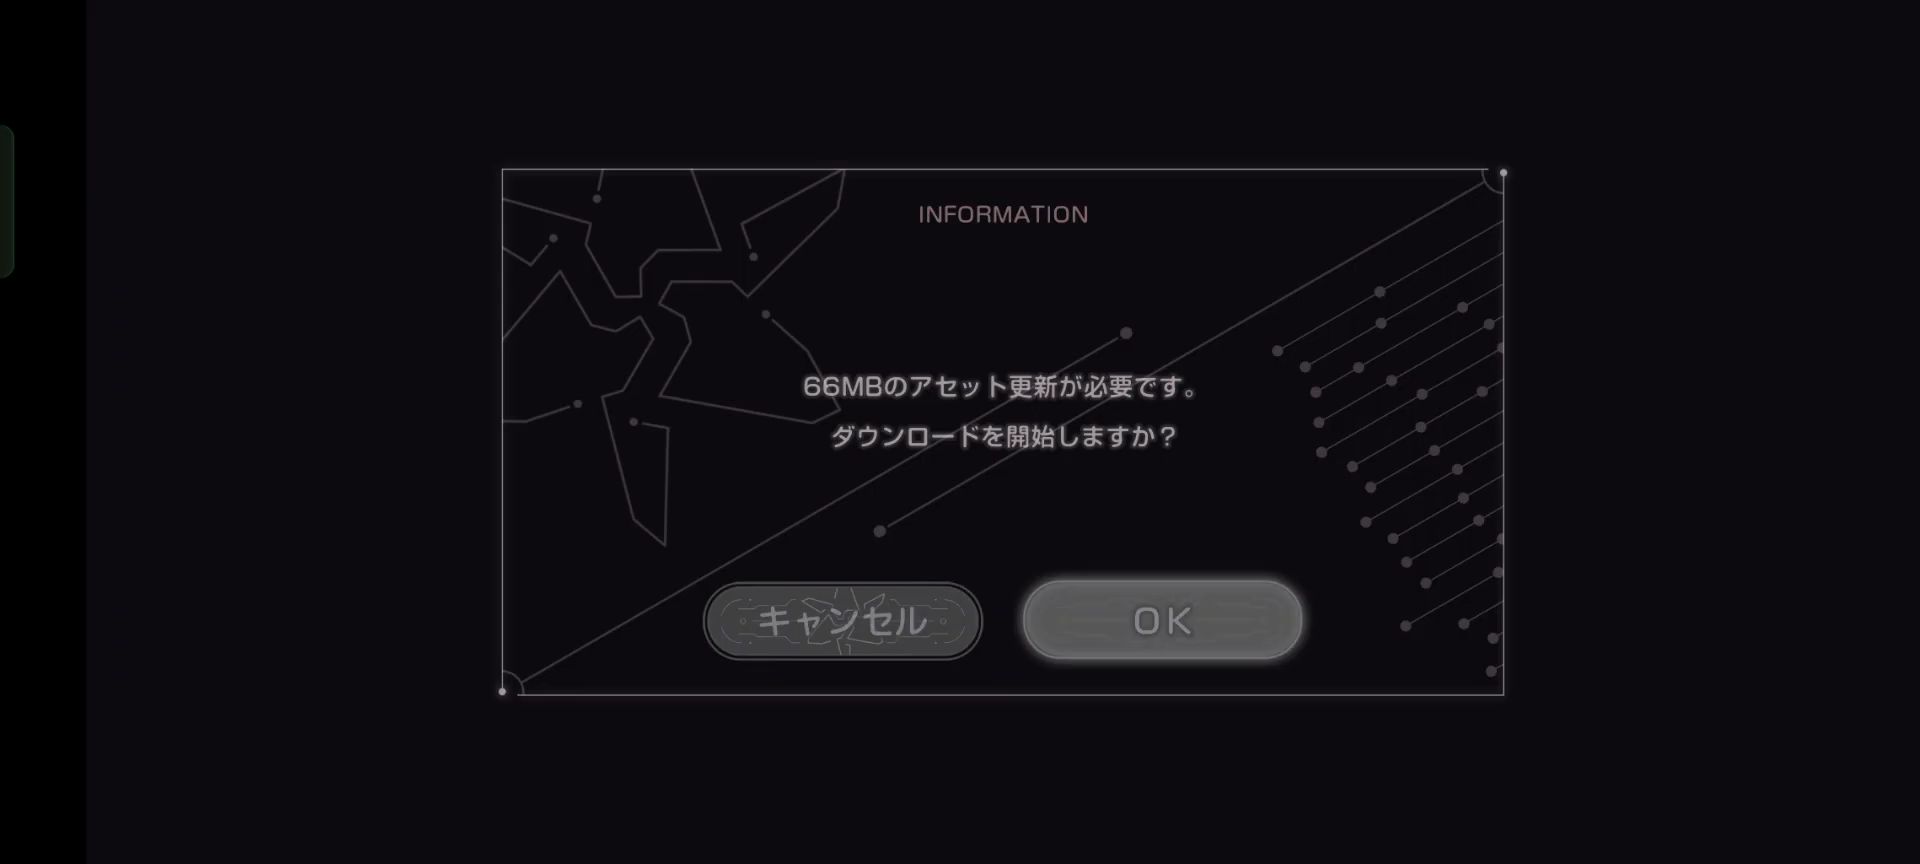 INFORMATION
66MBのアセット更新が必要です。
ダウンロードを開始しますか？
キャンセル
OK